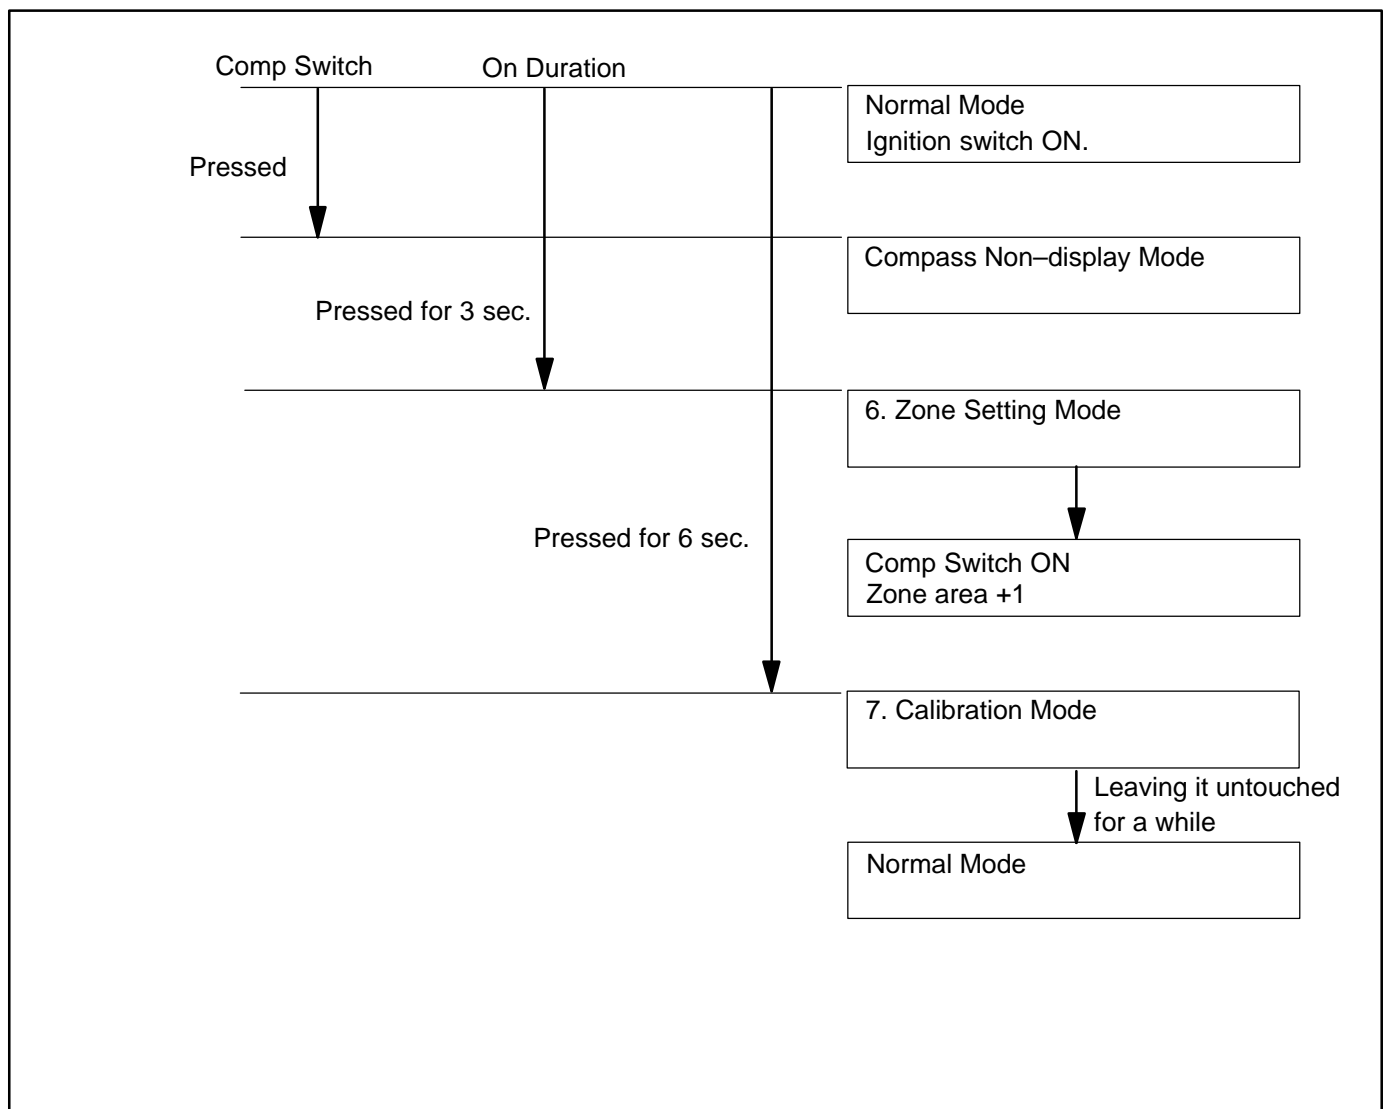 Comp Switch
On Duration
Normal Mode
Ignition switch ON.
Pressed
Compass Non–display Mode
Pressed for 3 sec.
6. Zone Setting Mode
Pressed for 6 sec.
Comp Switch ON
Zone area +1
7. Calibration Mode
Leaving it untouched
for a while
Normal Mode